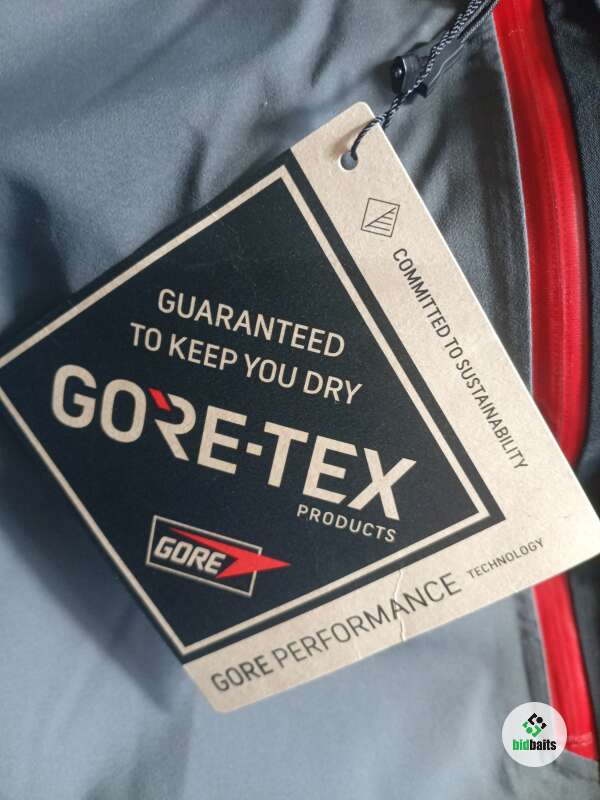 GUARANTEED
TO KEEP YOU DRY
GORE-TEX
PRODUCTS
GORE
COMMITTED TO SUSTAINABILITY
GORE PERFORMANCE TECHNOLOGY
bidbaits